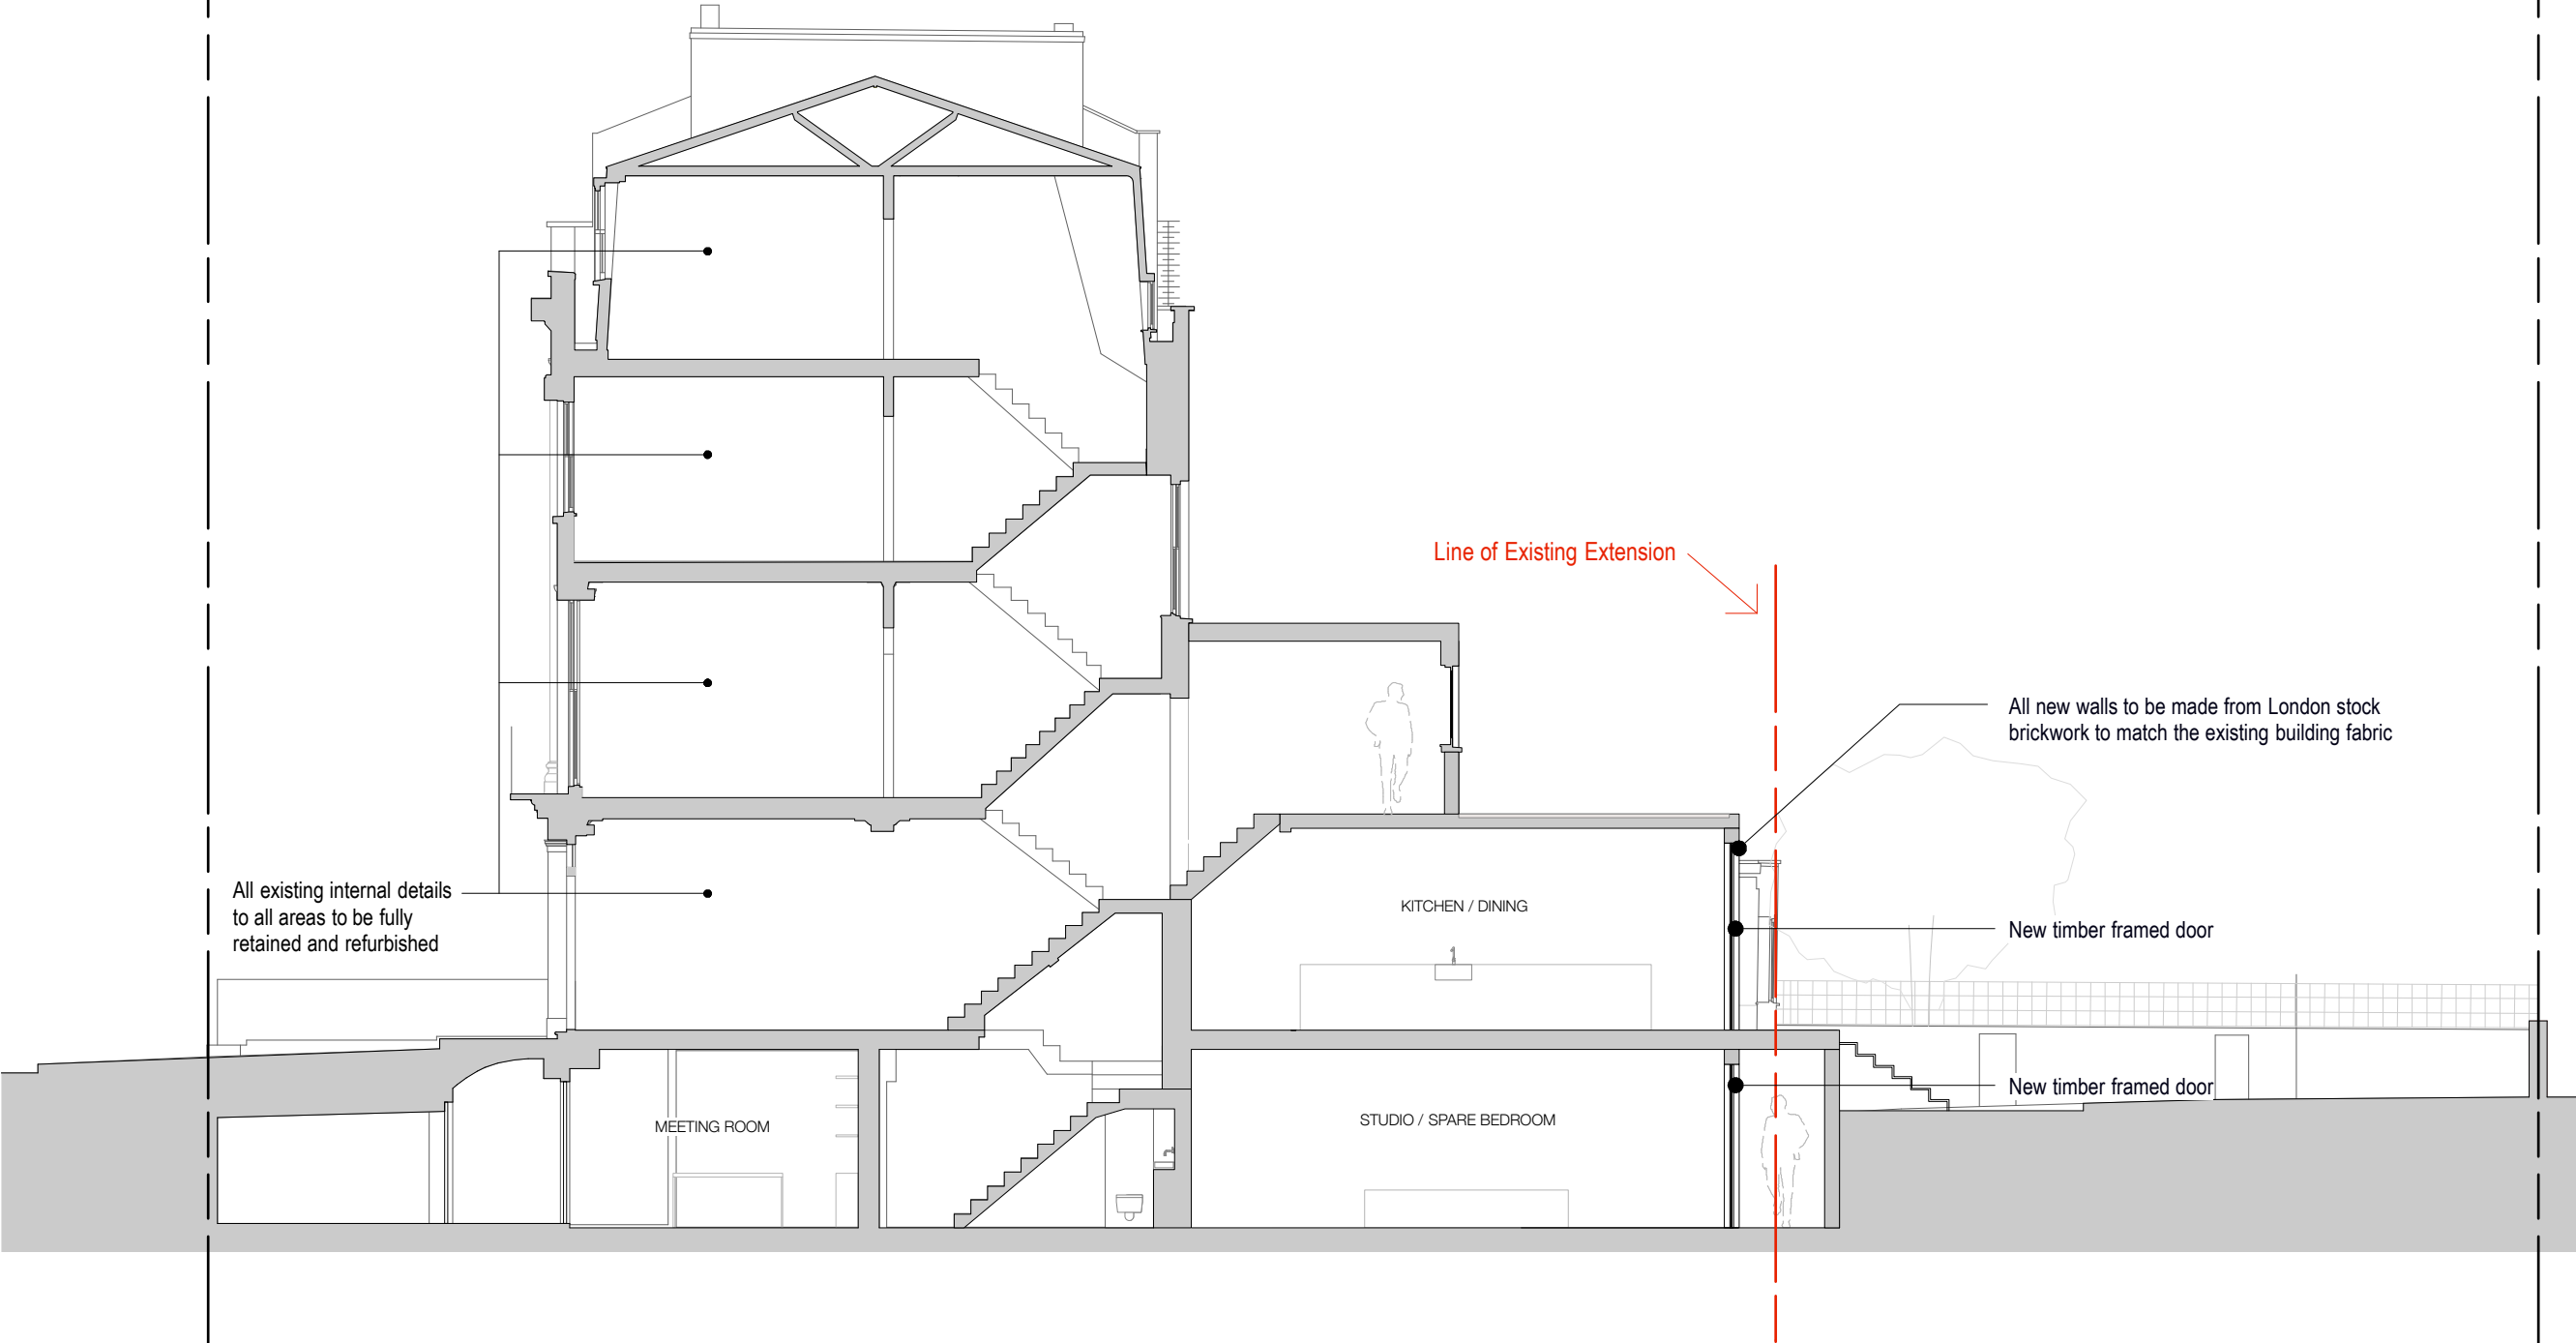 Line of Existing Extension
All new walls to be made from London stock
brickwork to match the existing building fabric
All existing internal details
to all areas to be fully
retained and refurbished
KITCHEN / DINING
New timber framed door
New timber framed door
MEETING ROOM
STUDIO / SPARE BEDROOM